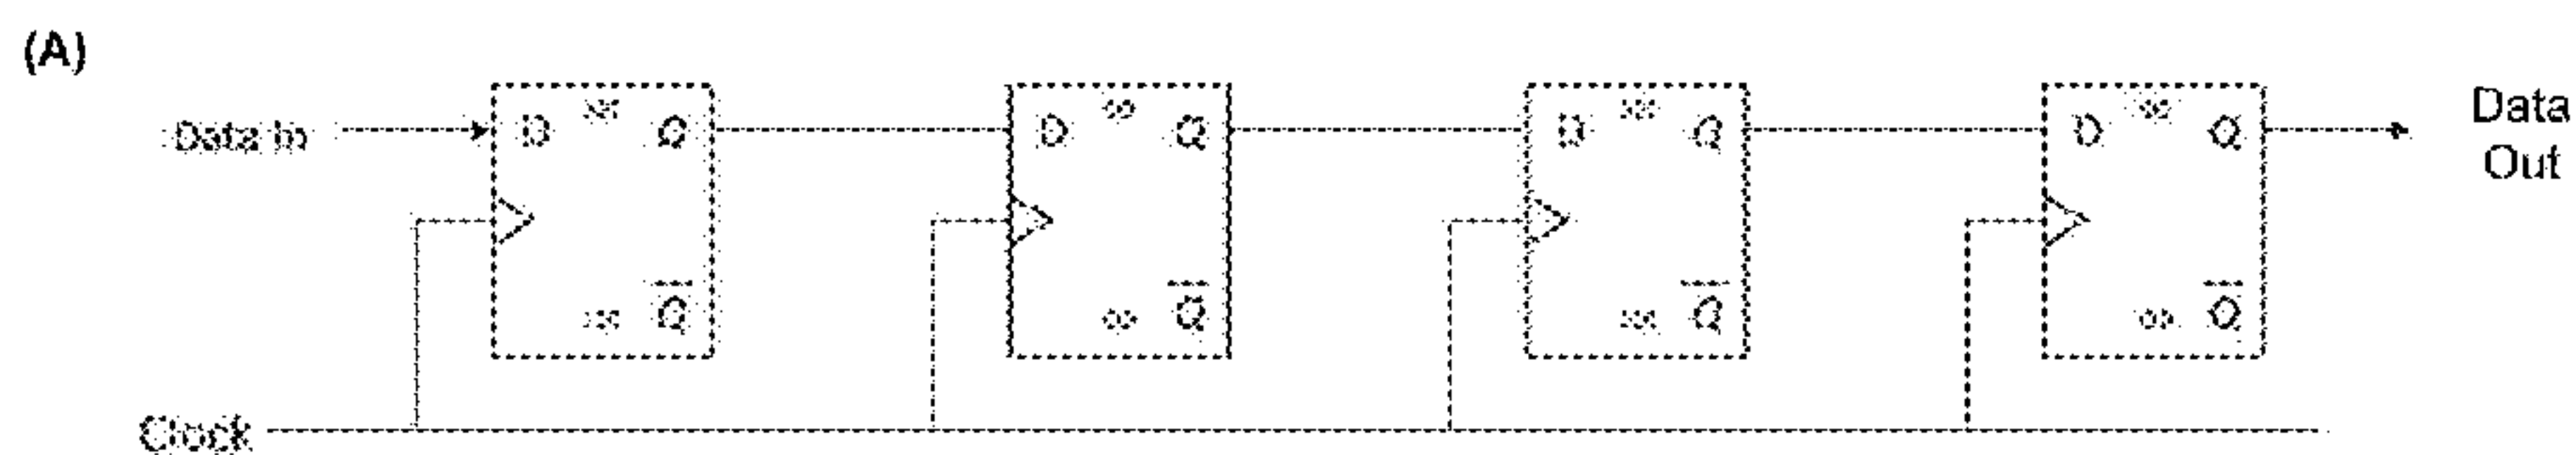 (A)
Data In
D Q D Q D Q D Q
Data
Out
Q Q Q Q
Clock